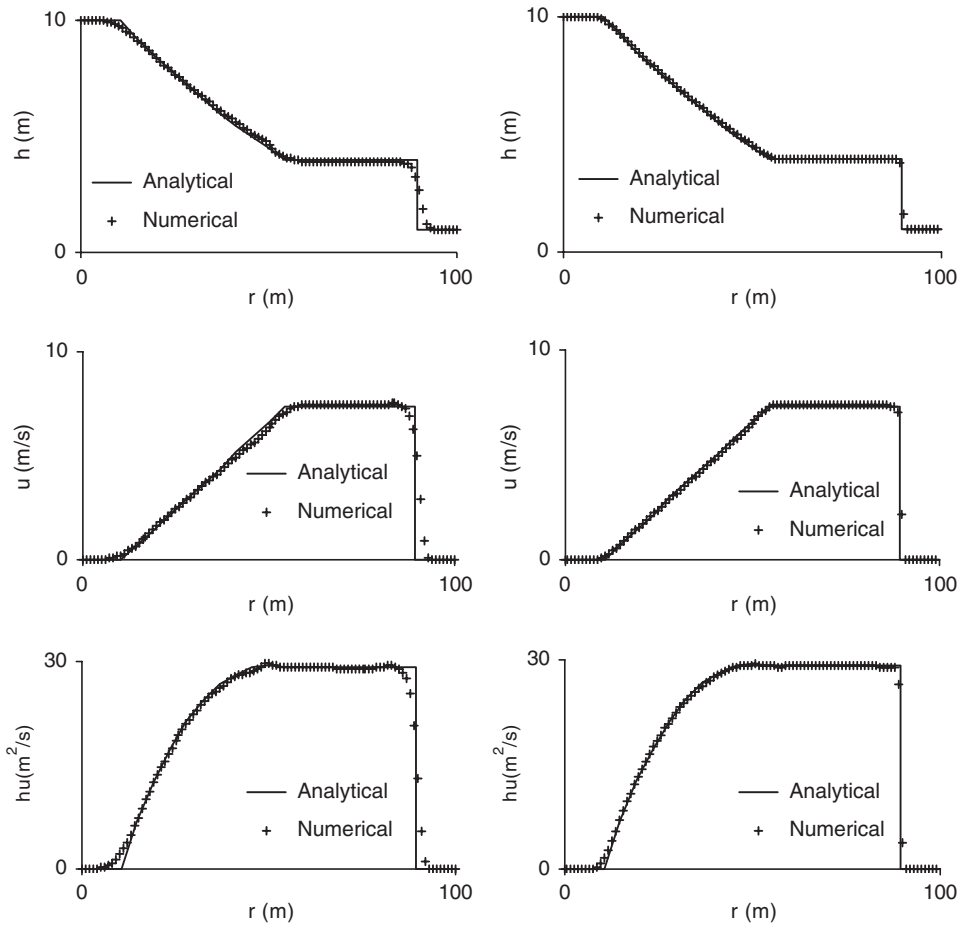 10
h (m)
Analytical
Numerical
0
0
100
r (m)
10
h (m)
Analytical
Numerical
0
0
100
r (m)
10
u (m/s)
Analytical
Numerical
0
0
100
r (m)
10
u (m/s)
Analytical
Numerical
0
0
100
r (m)
30
hu(m²/s)
Analytical
Numerical
0
0
100
r (m)
30
hu(m²/s)
Analytical
Numerical
0
0
100
r (m)